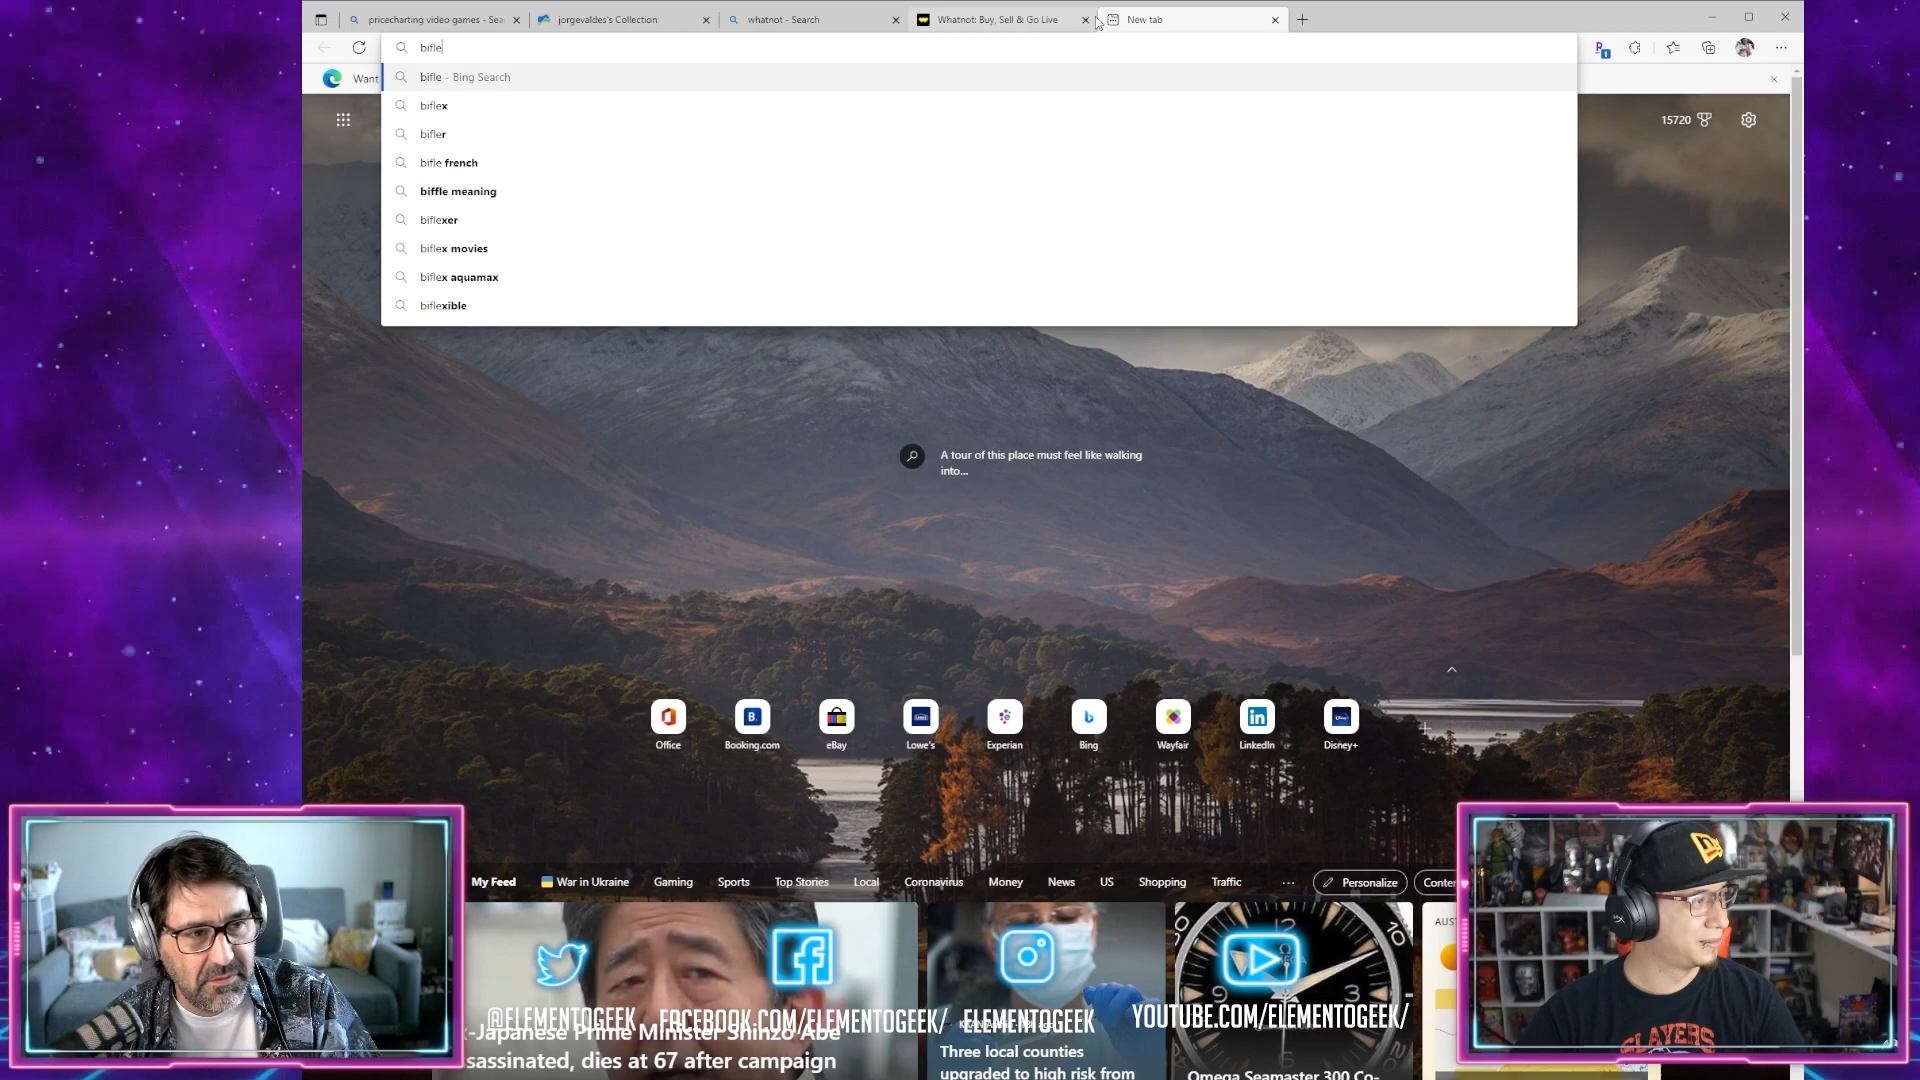 pricecharting video games - Sea
jorgevaldes's Collection
whatnot - Search
Whatnot: Buy, Sell & Go Live
New tab
bifle
Want
bifle - Bing Search
biflex
bifler
bifle french
biffle meaning
biflexer
biflex movies
biflex aquamax
biflexible
15720
A tour of this place must feel like walking
into...
Office
Booking.com
eBay
Lowe's
Experian
Bing
Wayfair
LinkedIn
Disney+
My Feed
War in Ukraine
Gaming
Sports
Top Stories
Local
Coronavirus
Money
News
US
Shopping
Traffic
Personalize
Conten
@ELEMENTOGEEK
FACEBOOK.COM/ELEMENTOGEEK/
ELEMENTOGEEK
YOUTUBE.COM/ELEMENTOGEEK/
x-Japanese Prime Minister Shinzo Abe
ssassinated, dies at 67 after campaign
Three local counties
upgraded to high risk from
Omega Seamaster 300 Co-
AUST
SLAYERS